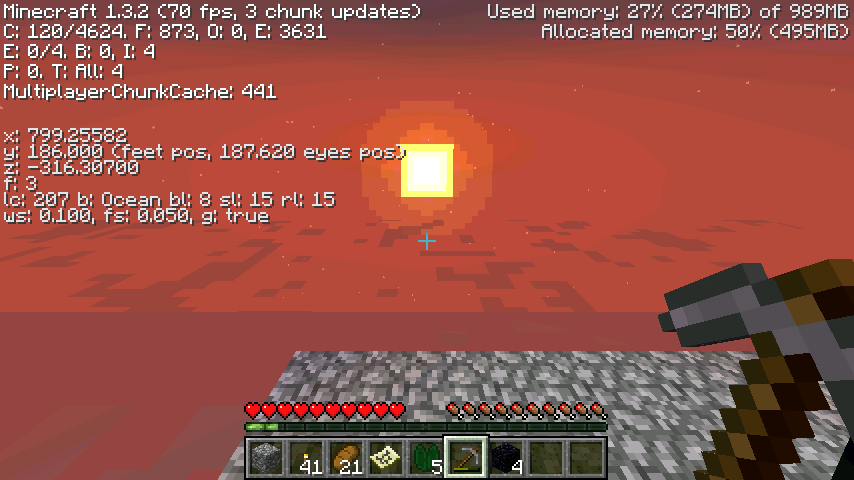 Minecraft 1.3.2 (70 fps, 3 chunk updates)
C: 120/4624, F: 873, O: 0, E: 3631
E: 0/4. B: 0, I: 4
P: 0. T: All: 4
MultiplayerChunkCache: 441
Used memory: 27% (274MB) of 989MB
Allocated memory: 50% (495MB)
x: 799.25582
y: 186.000 (feet pos, 187.620 eyes pos)
z: -316.30700
f: 3
lc: 207 b: Ocean bl: 8 sl: 15 rl: 15
ws: 0.100, fs: 0.050, g: true
41 21 5 4